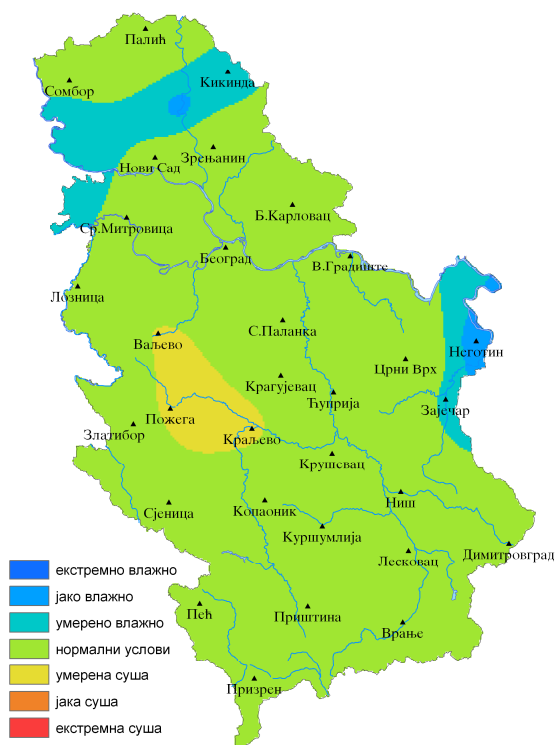 Палић
Сомбор
Кикинда
Зрењанин
Нови Сад
Б.Карловац
Ср.Митровица
Београд
В.Градиште
Лозница
С.Паланка
Ваљево
Неготин
Црни Врх
Крагујевац
Ћуприја
Зајечар
Пожега
Златибор
Краљево
Крушевац
Ниш
Сјеница
Копаоник
Куршумлија
Димитровград
Лесковац
Пећ
Приштина
Врање
Призрен
екстремно влажно
јако влажно
умерено влажно
нормални услови
умерена суша
јака суша
екстремна суша